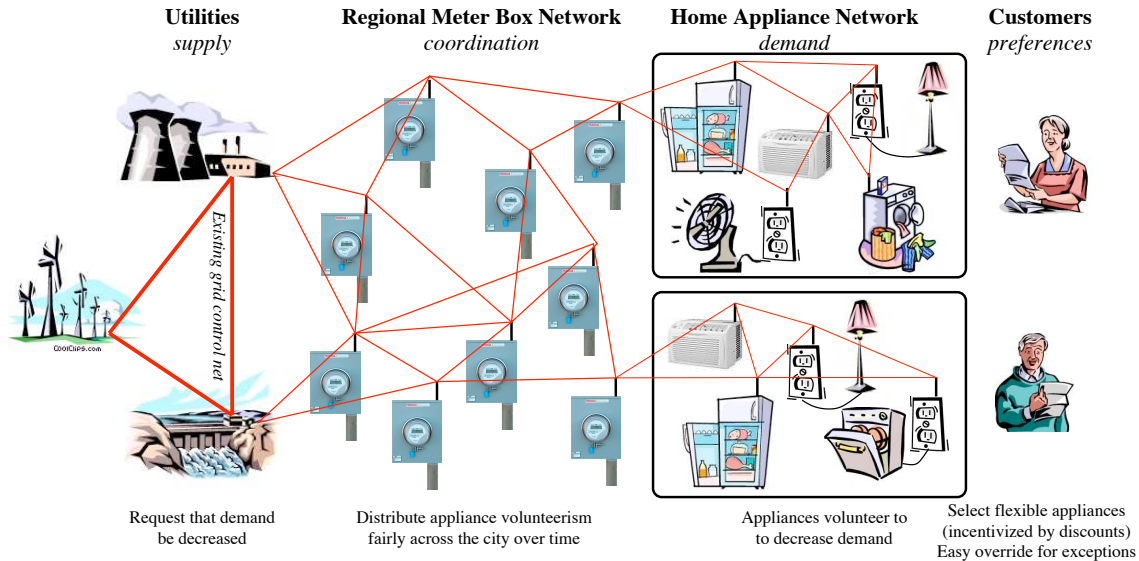 Utilities
supply
Regional Meter Box Network
coordination
Home Appliance Network
demand
Customers
preferences
Existing grid control net
CoolClips.com
Request that demand
be decreased
Distribute appliance volunteerism
fairly across the city over time
Appliances volunteer to
to decrease demand
Select flexible appliances
(incentivized by discounts)
Easy override for exceptions